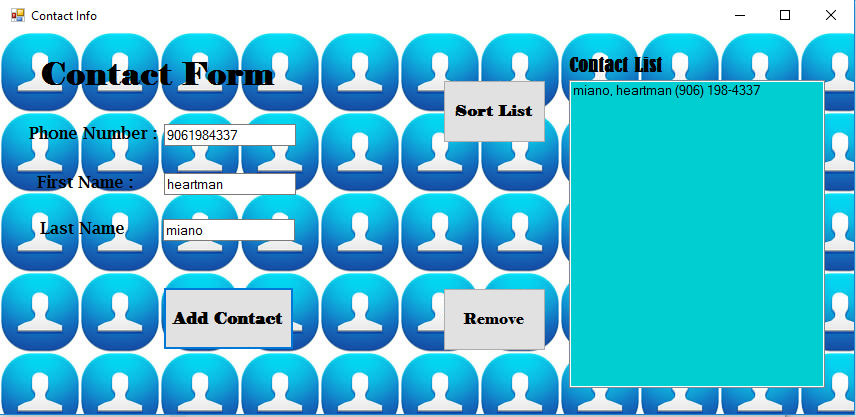 Contact Info
Contact Form
Phone Number : 9061984337
First Name : heartman
Last Name miano
Add Contact
Sort List
Remove
Contact List
miano, heartman (906) 198-4337